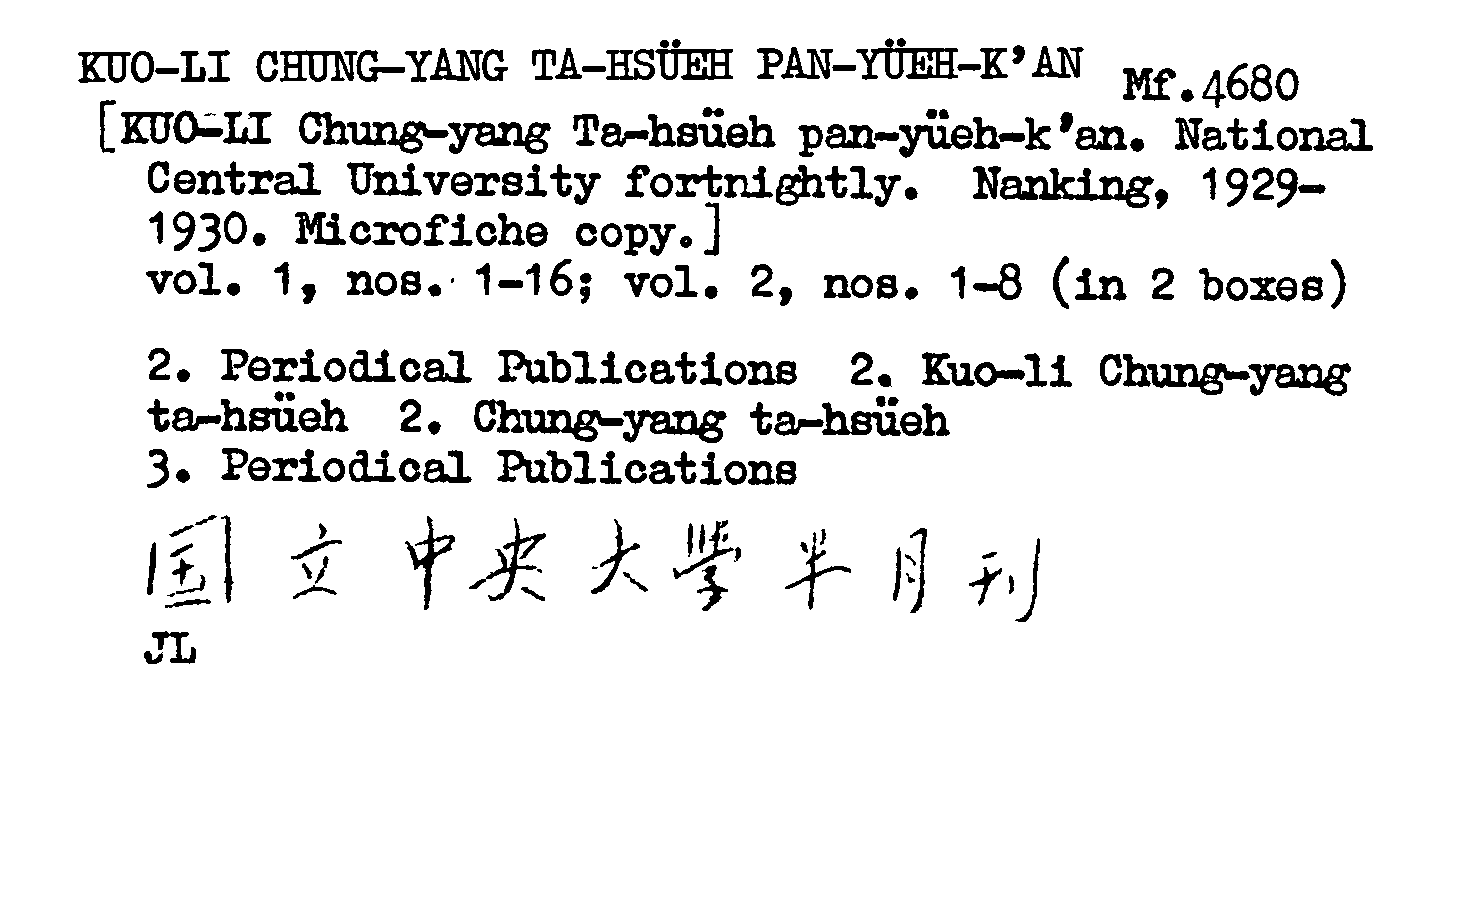 KUO-LI CHUNG-YANG TA-HSÜEH PAN-YÜEH-K'AN Mf.4680
[KUO-LI Chung-yang Ta-hsüeh pan-yüeh-k'an. National
Central University fortnightly. Nanking, 1929-
1930. Microfiche copy.]
vol. 1, nos. 1-16; vol. 2, nos. 1-8 (in 2 boxes)
2. Periodical Publications 2. Kuo-li Chung-yang
ta-hsüeh 2. Chung-yang ta-hsüeh
3. Periodical Publications
国立中央大學半月刊
JL